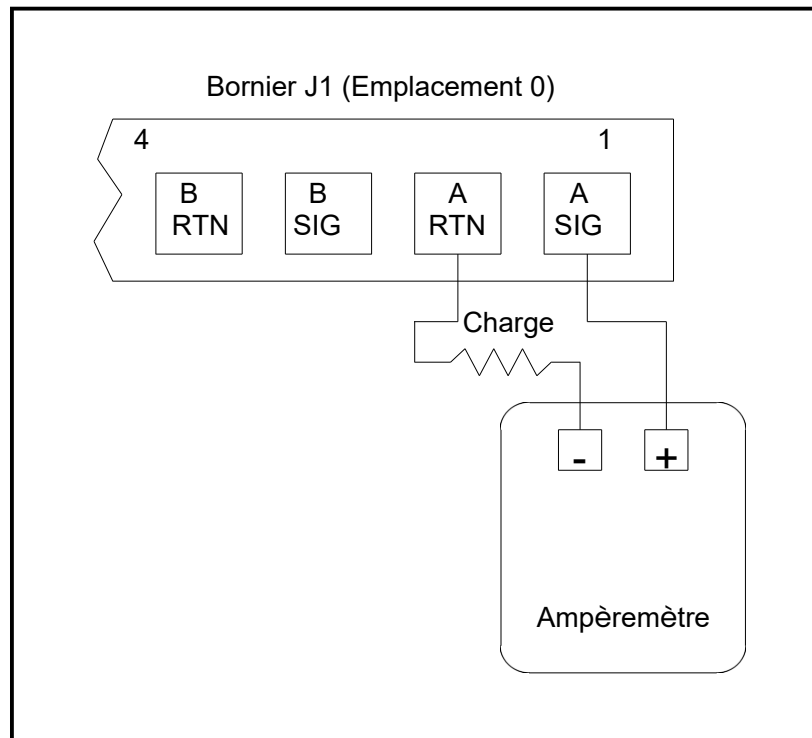 Bornier J1 (Emplacement 0)
4 1
B B A A
RTN SIG RTN SIG
Charge
- +
Ampèremètre